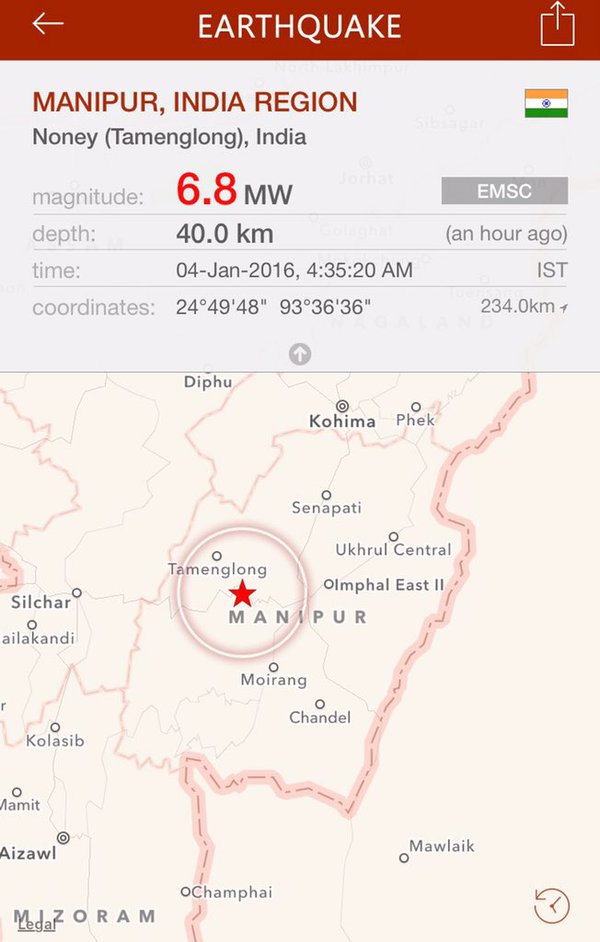 EARTHQUAKE
North Lakhimpur
MANIPUR, INDIA REGION
Sibsagar
Noney (Tamenglong), India
Jorhat
magnitude: 6.8 MW EMSC
Golaghat
depth: 40.0 km (an hour ago)
time: 04-Jan-2016, 4:35:20 AM IST
Tuensang
coordinates: 24°49'48" 93°36'36" 234.0km
NAGALAND
Diphu
Kohima Phek
Senapati
Ukhrul Central
Tamenglong
Imphal East II
Silchar
MANIPUR
ailakandi
Moirang
r
Chandel
Kolasib
Mamit
Mawlaik
Aizawl
Champhai
MIZORAM
Legal